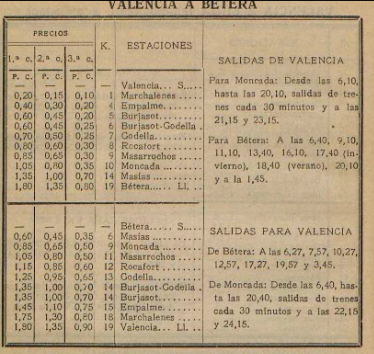 VALENCIA A BÉTERA
PRECIOS K. ESTACIONES SALIDAS DE VALENCIA
1.ª c. 2.ª c. 3.ª c.
P. C. P. C. P. C.
— — — — Valencia... S.....
0,20 0,15 0,10 1 Marchalenes .....
0,40 0,30 0,20 4 Empalme.........
0,60 0,45 0,20 5 Burjasot..........
0,60 0,45 0,25 6 Burjasot-Godella .
0,70 0,50 0,25 7 Godella..........
0,80 0,60 0,30 8 Rocafort .........
0,85 0,65 0,30 9 Masarrochos.....
1,05 0,80 0,35 10 Moncada ........
1,35 1,00 0,70 14 Masías ..........
1,80 1,35 0,80 19 Bétera..... Ll. ..
Para Moncada: Desde las 6,10,
hasta las 20,10, salidas de tre-
nes cada 30 minutos y a las
21,15 y 23,15.
Para Bétera: A las 6,40, 9,10,
11,10, 13,40, 16,10, 17,40 (in-
vierno), 18,40 (verano), 20,10
y a la 1,45.
— — — — Bétera..... S.....
0,60 0,45 0,35 6 Masías ..........
0,85 0,65 0,50 9 Moncada ........
1,05 0,80 0,50 11 Masarrochos .....
1,15 0,85 0,60 12 Rocafort .........
1,25 0,95 0,65 13 Godella..........
1,35 1,00 0,70 14 Burjasot-Godella .
1,35 1,00 0,70 14 Burjasot..........
1,45 1,10 0,75 15 Empalme.........
1,75 1,30 0,80 18 Marchalenes .....
1,80 1,35 0,90 19 Valencia... Ll. ..
SALIDAS PARA VALENCIA
De Bétera: A las 6,27, 7,57, 10,27,
12,57, 17,27, 19,57 y 3,45.
De Moncada: Desde las 6,40, has-
ta las 20,40, salidas de trenes
cada 30 minutos y a las 22,15
y 24,15.